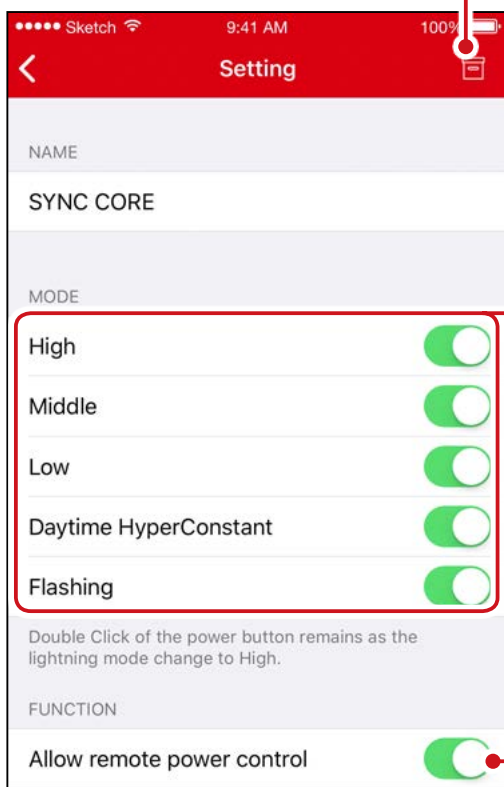 ●●●●● Sketch 9:41 AM 100%
Setting
NAME
SYNC CORE
MODE
High
Middle
Low
Daytime HyperConstant
Flashing
Double Click of the power button remains as the
lightning mode change to High.
FUNCTION
Allow remote power control